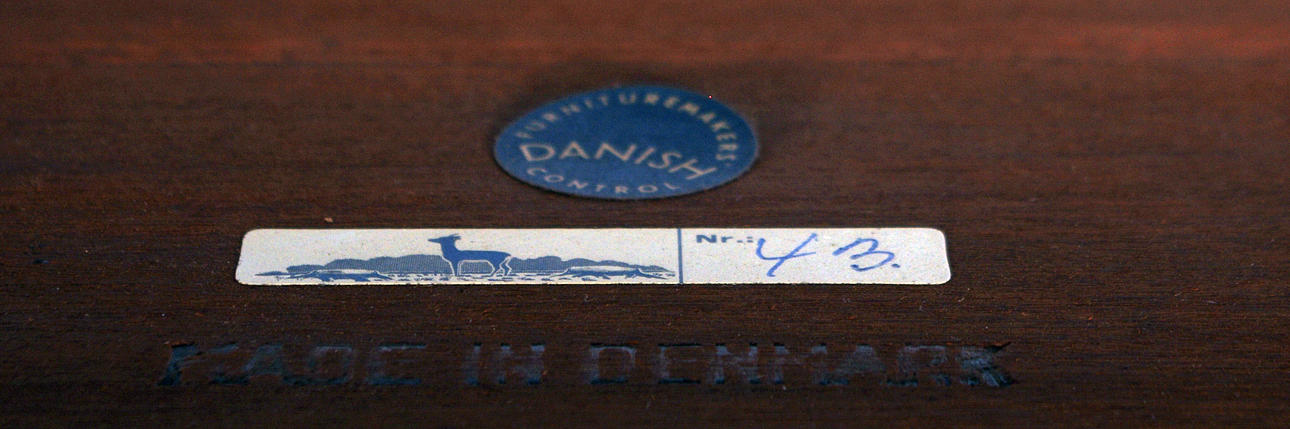 FURNITUREMAKERS'
DANISH
CONTROL
Nr.: 43.
MADE IN DENMARK